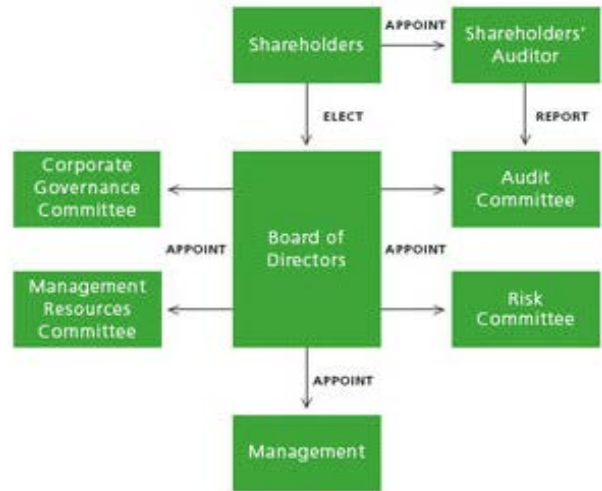 Shareholders
APPOINT
Shareholders'
Auditor
ELECT
REPORT
Corporate
Governance
Committee
Board of
Directors
Audit
Committee
APPOINT
APPOINT
Management
Resources
Committee
Risk
Committee
APPOINT
Management